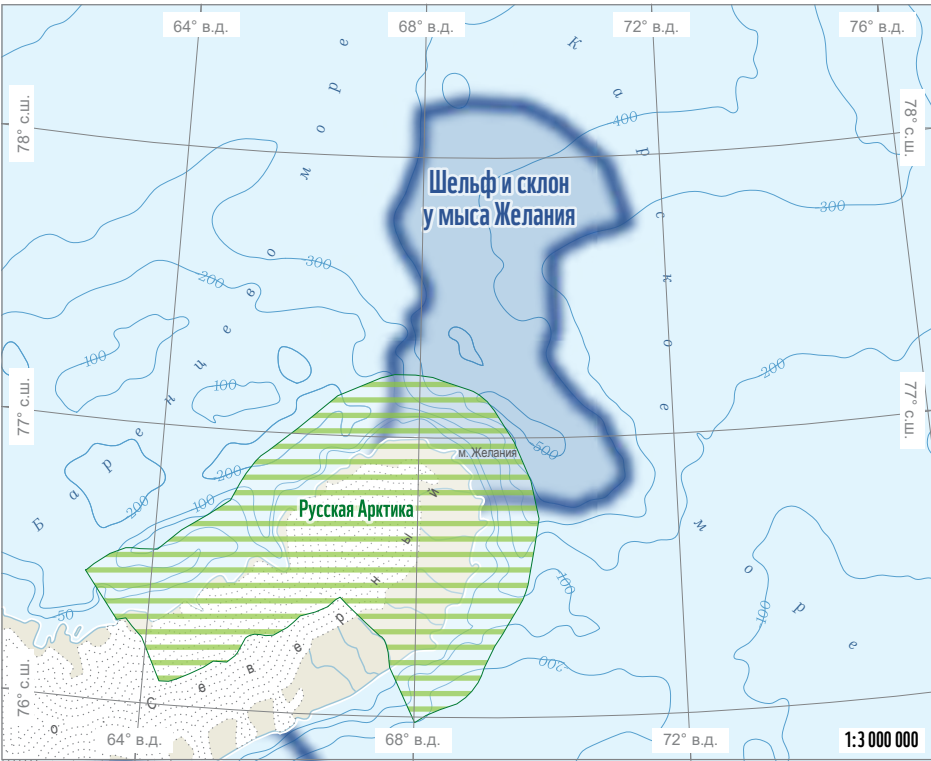 64° в.д.
68° в.д.
72° в.д.
76° в.д.
78° с.ш.
78° с.ш.
Баренцево море
Карское море
400
Шельф и склон
у мыса Желания
300
300
200
100
100
200
77° с.ш.
77° с.ш.
500
м. Желания
200
100
200
Русская Арктика
50
100
100
200
Северный
о
76° с.ш.
64° в.д.
68° в.д.
72° в.д.
1:3 000 000